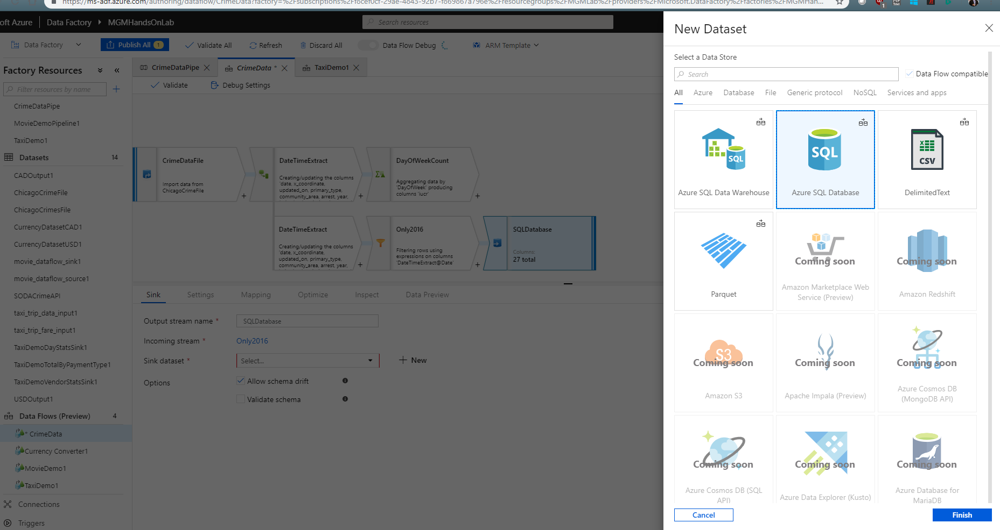 https://ms-adf.azure.com/authoring/dataflow/CrimeData?factory=%2Fsubscriptions%2Ff8cef0cf-29ae-4843-92b7-f869867a796e%2Fresourcegroups%2FMGMLab%2Fproviders%2FMicrosoft.DataFactory%2Ffactories%2FMGMHan...
oft Azure
Data Factory
MGMHandsOnLab
Search resources
Data Factory
Publish All 1
Validate All
Refresh
Discard All
Data Flow Debug
ARM Template
Factory Resources
Filter resources by name
CrimeDataPipe
MovieDemoPipeline1
TaxiDemo1
Datasets 14
CADOutput1
ChicagoCrimeFile
ChicagoCrimesFile
CurrencyDatasetCAD1
CurrencyDatasetUSD1
movie_dataflow_sink1
movie_dataflow_source1
SODACrimeAPI
taxi_trip_data_input1
taxi_trip_fare_input1
TaxiDemoDayStatsSink1
TaxiDemoTotalByPaymentType1
TaxiDemoVendorStatsSink1
USDOutput1
Data Flows (Preview) 4
* CrimeData
Currency Converter1
MovieDemo1
TaxiDemo1
Connections
Triggers
CrimeDataPipe
CrimeData *
TaxiDemo1
Validate
Debug Settings
CrimeDataFile
Import data from
ChicagoCrimeFile
+
DateTimeExtract
Creating/updating the columns
'date, x_coordinate,
updated_on, primary_type,
community_area, arrest, year,
+
DayOfWeekCount
Aggregating data by
'DayOfWeek' producing
columns 'iucr'
+
DateTimeExtract
Creating/updating the columns
'date, x_coordinate,
updated_on, primary_type,
community_area, arrest, year,
+
Only2016
Filtering rows using
expressions on columns
'DateTimeExtract@Date'
+
SQLDatabase
Columns:
27 total
Sink
Settings
Mapping
Optimize
Inspect
Data Preview
Output stream name *
SQLDatabase
Incoming stream *
Only2016
Sink dataset *
Select...
+ New
Options
Allow schema drift
Validate schema
New Dataset
Select a Data Store
Search
Data Flow compatible
All
Azure
Database
File
Generic protocol
NoSQL
Services and apps
SQL
Azure SQL Data Warehouse
SQL
Azure SQL Database
CSV
DelimitedText
Parquet
Coming soon
Amazon Marketplace Web
Service (Preview)
Coming soon
Amazon Redshift
S3
Coming soon
Amazon S3
Coming soon
Apache Impala (Preview)
Coming soon
Azure Cosmos DB
(MongoDB API)
Coming soon
Azure Cosmos DB (SQL
API)
Coming soon
Azure Data Explorer (Kusto)
Coming soon
Azure Database for
MariaDB
Cancel
Finish